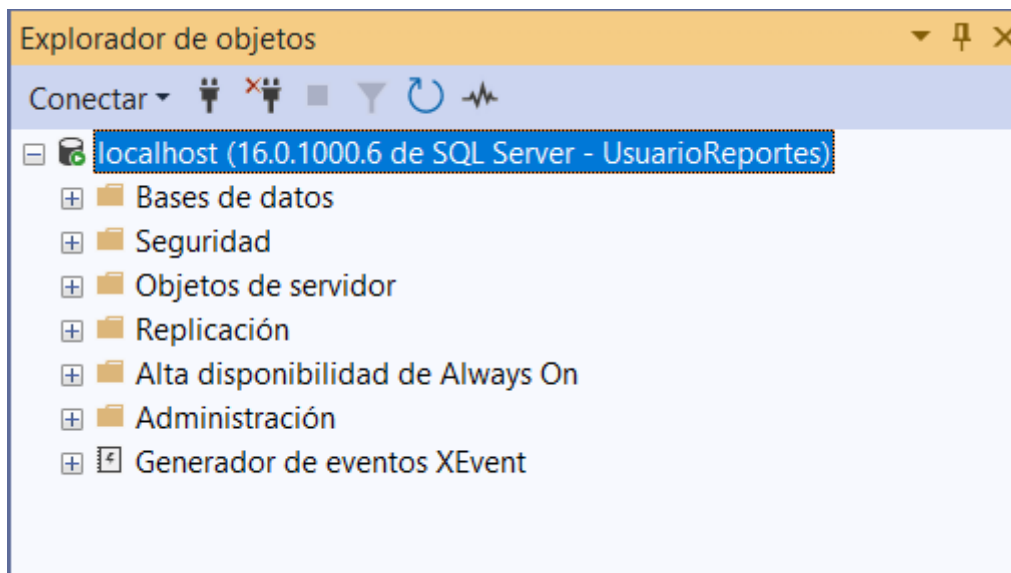 Explorador de objetos
Conectar
localhost (16.0.1000.6 de SQL Server - UsuarioReportes)
Bases de datos
Seguridad
Objetos de servidor
Replicación
Alta disponibilidad de Always On
Administración
Generador de eventos XEvent